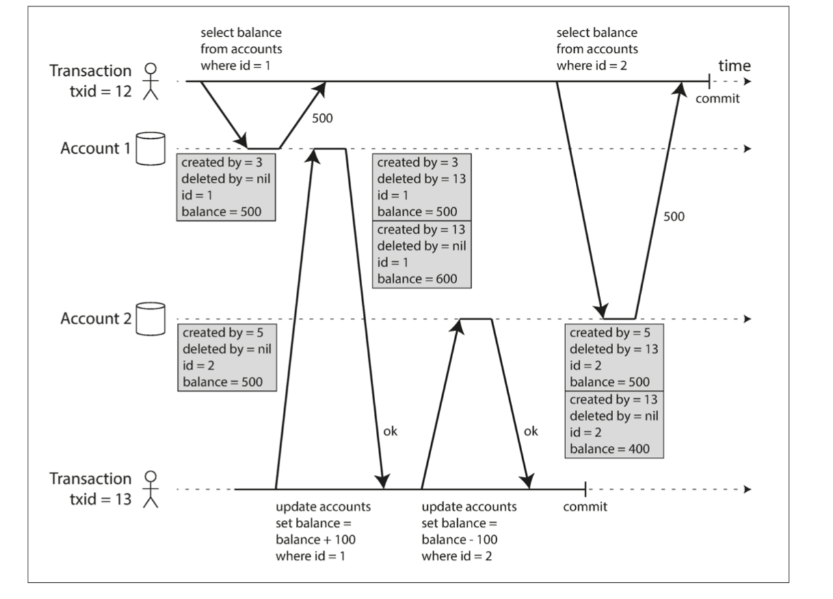 select balance
from accounts
where id = 1
select balance
from accounts
where id = 2
time
Transaction
txid = 12
commit
500
Account 1
created by = 3
deleted by = nil
id = 1
balance = 500
created by = 3
deleted by = 13
id = 1
balance = 500
created by = 13
deleted by = nil
id = 1
balance = 600
500
Account 2
created by = 5
deleted by = nil
id = 2
balance = 500
created by = 5
deleted by = 13
id = 2
balance = 500
created by = 13
deleted by = nil
id = 2
balance = 400
ok
ok
Transaction
txid = 13
update accounts
set balance =
balance + 100
where id = 1
update accounts
set balance =
balance - 100
where id = 2
commit